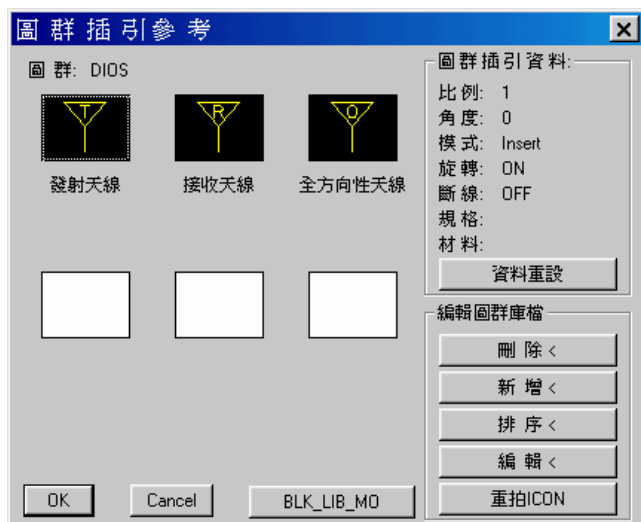 圖群插引參考
圖群: DIOS
T
R
O
發射天線
接收天線
全方向性天線
OK
Cancel
BLK_LIB_MO
圖群插引資料:
比例: 1
角度: 0
模式: Insert
旋轉: ON
斷線: OFF
規格:
材料:
資料重設
編輯圖群庫檔
刪除<
新增<
排序<
編輯<
重拍ICON